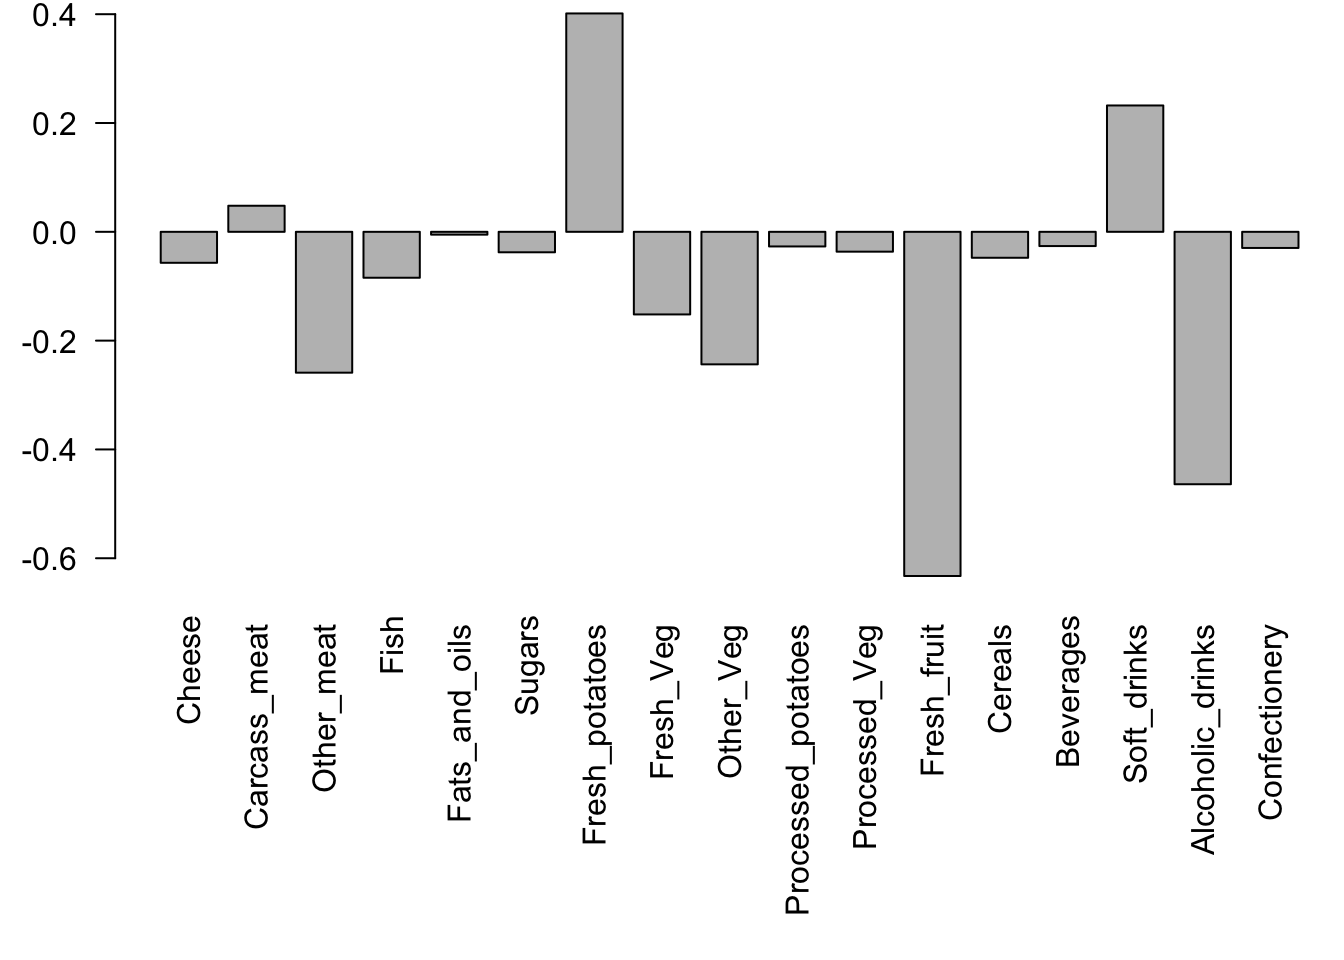 0.4
0.2
0.0
-0.2
-0.4
-0.6
Cheese
Carcass_meat
Other_meat
Fish
Fats_and_oils
Sugars
Fresh_potatoes
Fresh_Veg
Other_Veg
Processed_potatoes
Processed_Veg
Fresh_fruit
Cereals
Beverages
Soft_drinks
Alcoholic_drinks
Confectionery